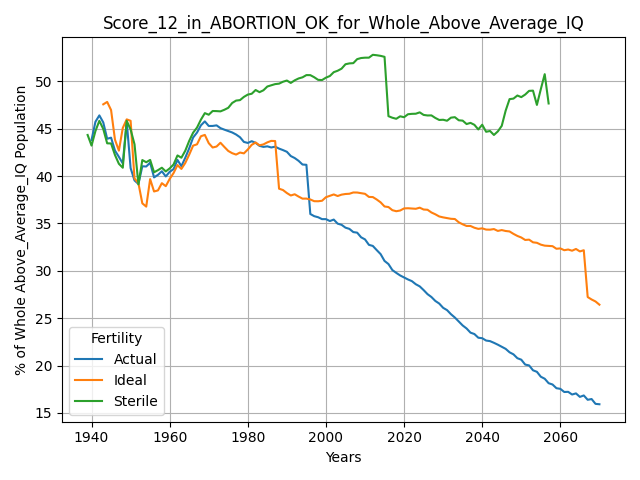 Score_12_in_ABORTION_OK_for_Whole_Above_Average_IQ
% of Whole Above_Average_IQ Population
50
45
40
35
30
25
20
15
Fertility
Actual
Ideal
Sterile
1940 1960 1980 2000 2020 2040 2060
Years